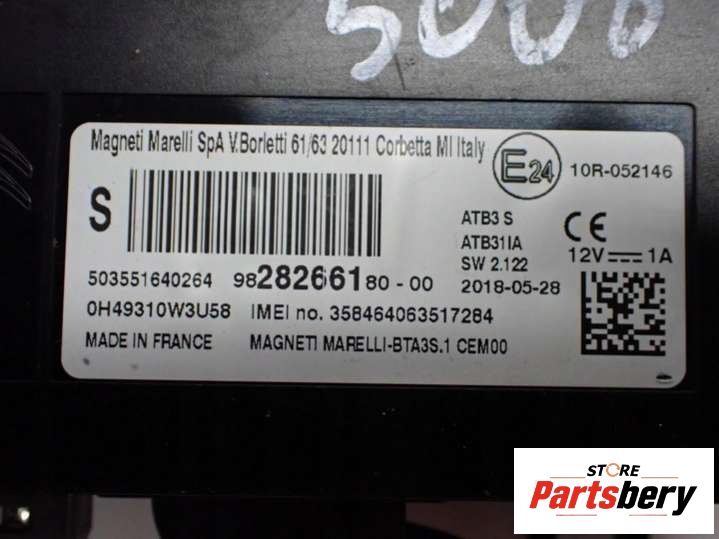 5008
Magneti Marelli SpA V.Borletti 61/63 20111 Corbetta MI Italy
E24
10R-052146
S
ATB3 S
ATB31IA
SW 2.122
2018-05-28
CE
12V 1A
503551640264 9828266180-00
0H49310W3U58 IMEI no. 358464063517284
MADE IN FRANCE MAGNETI MARELLI-BTA3S.1 CEM00
STORE
Partsbery